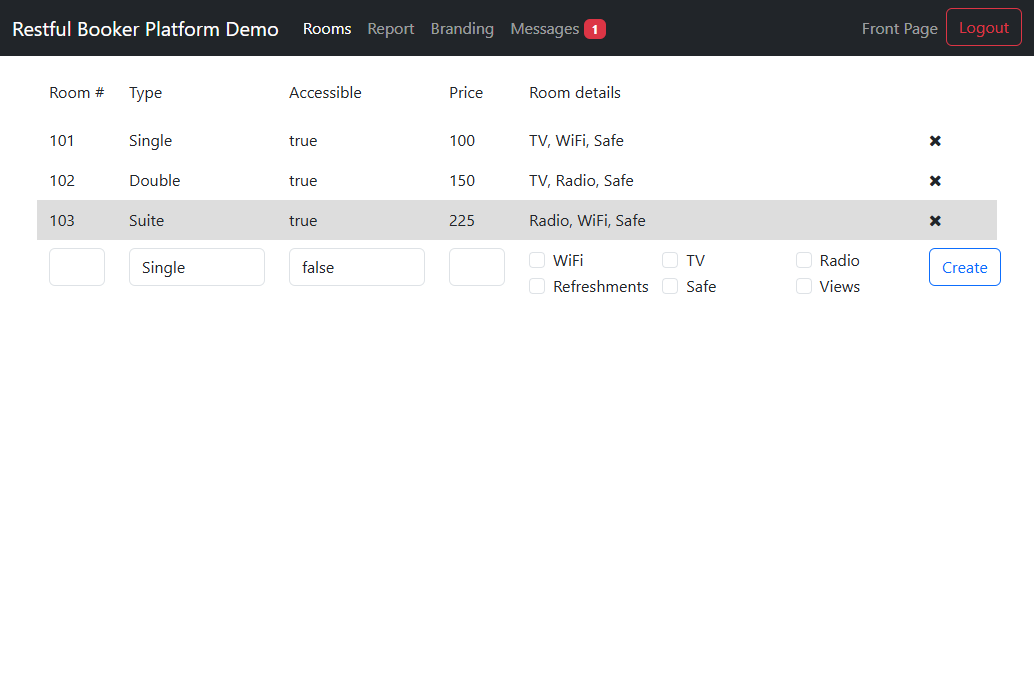 Restful Booker Platform Demo Rooms Report Branding Messages 1 Front Page Logout
Room # Type Accessible Price Room details
101 Single true 100 TV, WiFi, Safe
102 Double true 150 TV, Radio, Safe
103 Suite true 225 Radio, WiFi, Safe
Single false WiFi TV Radio Create
Refreshments Safe Views